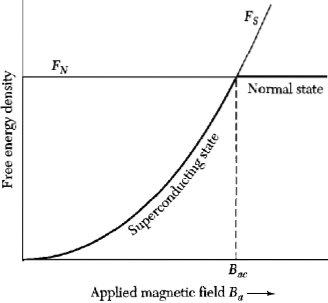 F_S
F_N
Normal state
Superconducting state
Free energy density
B_ac
Applied magnetic field B_a